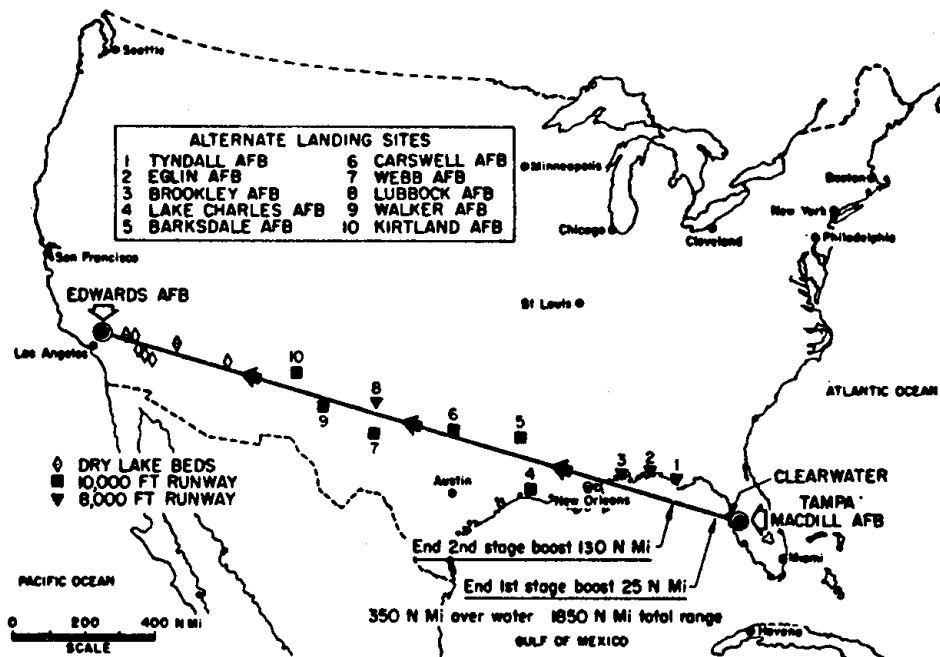 Seattle
ALTERNATE LANDING SITES
1 TYNDALL AFB 6 CARSWELL AFB
2 EGLIN AFB 7 WEBB AFB
3 BROOKLEY AFB 8 LUBBOCK AFB
4 LAKE CHARLES AFB 9 WALKER AFB
5 BARKSDALE AFB 10 KIRTLAND AFB
Minneapolis
Boston
New York
Chicago
Cleveland
Philadelphia
San Francisco
EDWARDS AFB
St Louis
Los Angeles
10
8
ATLANTIC OCEAN
9
7
6
5
DRY LAKE BEDS
10,000 FT RUNWAY
8,000 FT RUNWAY
Austin
4
3
2
1
New Orleans
CLEARWATER
TAMPA
MACDILL AFB
End 2nd stage boost 130 N Mi
Miami
PACIFIC OCEAN
End 1st stage boost 25 N Mi
350 N Mi over water 1850 N Mi total range
0 200 400 N Mi
SCALE
GULF OF MEXICO
Havana